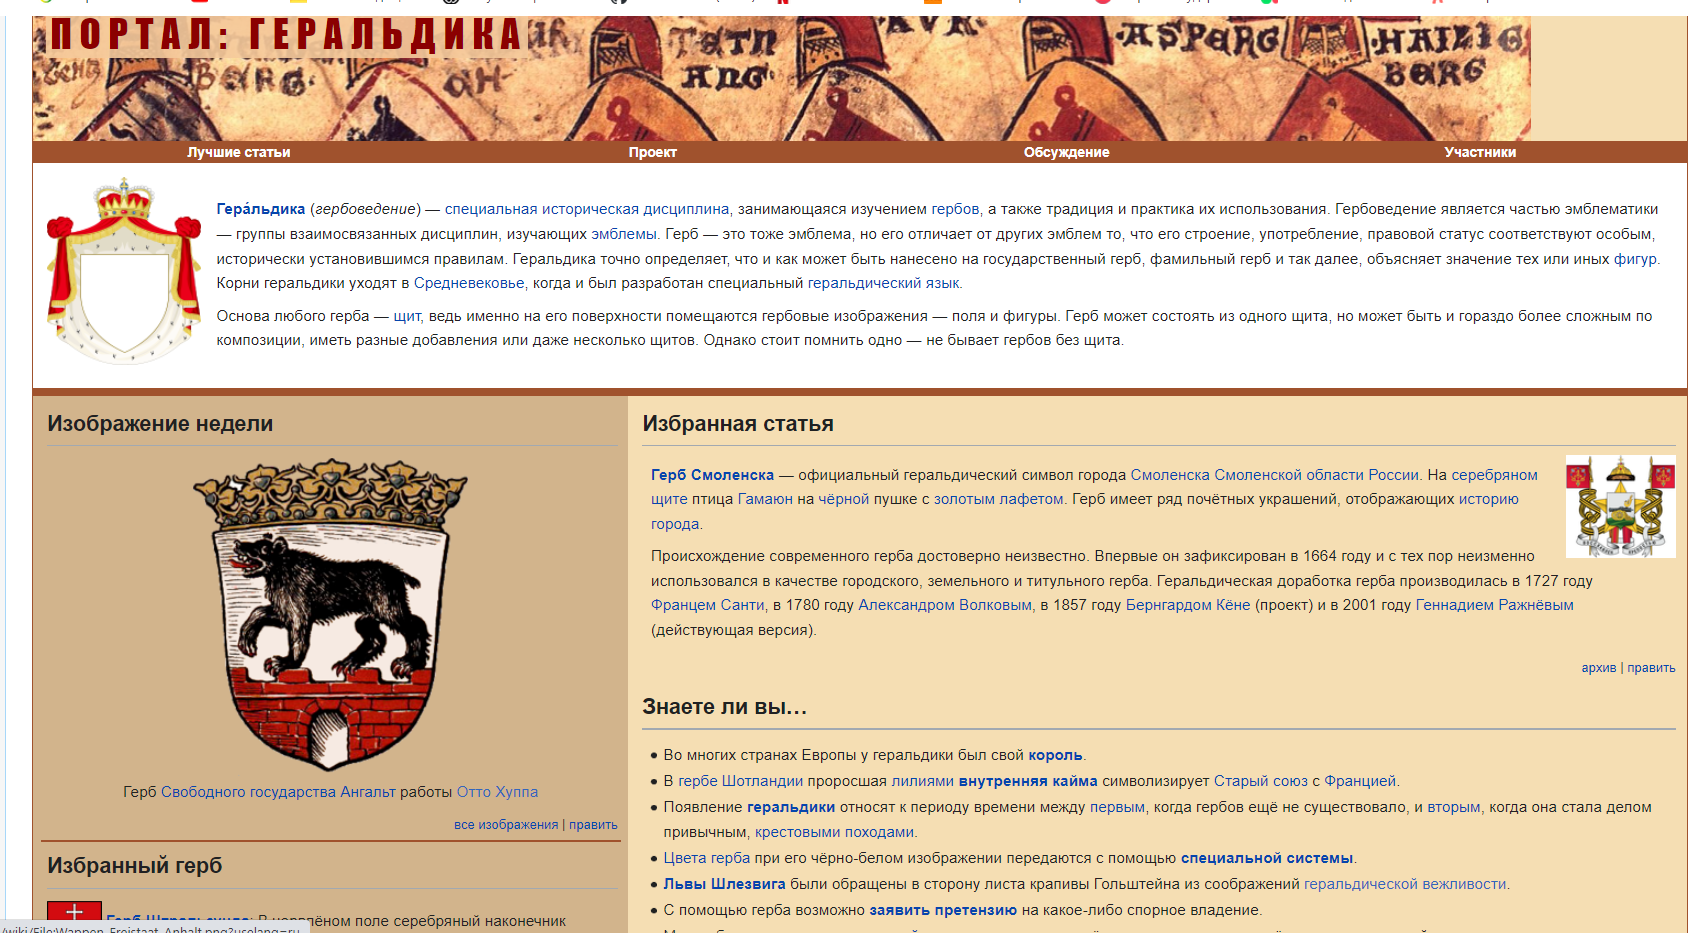 ПОРТАЛ: ГЕРАЛЬДИКА
ASPERG
BERG
Лучшие статьи
Проект
Обсуждение
Участники
Гера́льдика (гербоведение) — специальная историческая дисциплина, занимающаяся изучением гербов, а также традиция и практика их использования. Гербоведение является частью эмблематики
— группы взаимосвязанных дисциплин, изучающих эмблемы. Герб — это тоже эмблема, но его отличает от других эмблем то, что его строение, употребление, правовой статус соответствуют особым,
исторически установившимся правилам. Геральдика точно определяет, что и как может быть нанесено на государственный герб, фамильный герб и так далее, объясняет значение тех или иных фигур.
Корни геральдики уходят в Средневековье, когда и был разработан специальный геральдический язык.
Основа любого герба — щит, ведь именно на его поверхности помещаются гербовые изображения — поля и фигуры. Герб может состоять из одного щита, но может быть и гораздо более сложным по
композиции, иметь разные добавления или даже несколько щитов. Однако стоит помнить одно — не бывает гербов без щита.
Изображение недели
Герб Свободного государства Ангальт работы Отто Хуппа
все изображения | править
Избранный герб
Герб Штральзунда: В червлёном поле серебряный наконечник
/wiki/File:Wappen_Freistaat_Anhalt.png?uselang=ru
Избранная статья
Герб Смоленска — официальный геральдический символ города Смоленска Смоленской области России. На серебряном
щите птица Гамаюн на чёрной пушке с золотым лафетом. Герб имеет ряд почётных украшений, отображающих историю
города.
Происхождение современного герба достоверно неизвестно. Впервые он зафиксирован в 1664 году и с тех пор неизменно
использовался в качестве городского, земельного и титульного герба. Геральдическая доработка герба производилась в 1727 году
Францем Санти, в 1780 году Александром Волковым, в 1857 году Бернгардом Кёне (проект) и в 2001 году Геннадием Ражнёвым
(действующая версия).
архив | править
Знаете ли вы…
• Во многих странах Европы у геральдики был свой король.
• В гербе Шотландии проросшая лилиями внутренняя кайма символизирует Старый союз с Францией.
• Появление геральдики относят к периоду времени между первым, когда гербов ещё не существовало, и вторым, когда она стала делом
привычным, крестовыми походами.
• Цвета герба при его чёрно-белом изображении передаются с помощью специальной системы.
• Львы Шлезвига были обращены в сторону листа крапивы Гольштейна из соображений геральдической вежливости.
• С помощью герба возможно заявить претензию на какое-либо спорное владение.